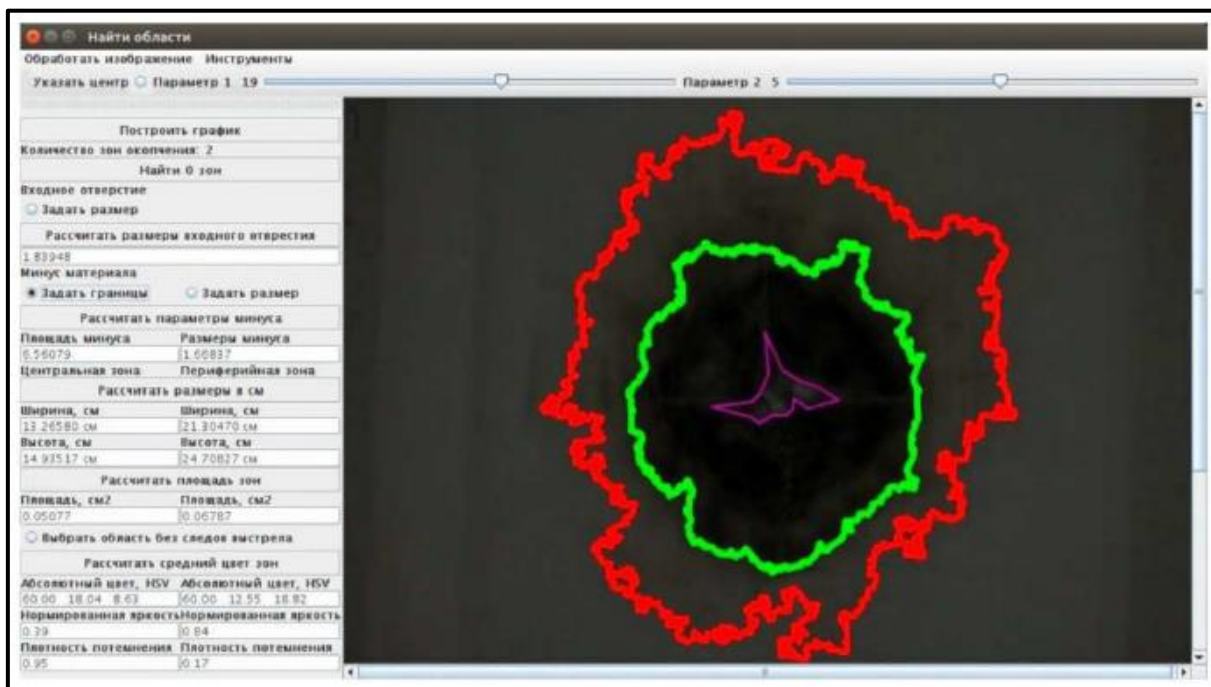 Найти области
Обработать изображение Инструменты
Указать центр Параметр 1 19 Параметр 2 5
Построить график
Количество зон окопчения: 2
Найти 0 зон
Входное отверстие
Задать размер
Рассчитать размеры входного отверстия
1.83948
Минус материала
Задать границы Задать размер
Рассчитать параметры минуса
Площадь минуса Размеры минуса
6.56079 1.66837
Центральная зона Периферийная зона
Рассчитать размеры в см
Ширина, см Ширина, см
13.26580 см 21.30470 см
Высота, см Высота, см
14.93517 см 24.70827 см
Рассчитать площадь зон
Площадь, см2 Площадь, см2
0.05077 0.06787
Выбрать область без следов выстрела
Рассчитать средний цвет зон
Абсолютный цвет, HSV Абсолютный цвет, HSV
60.00 18.04 8.63 60.00 12.55 18.82
Нормированная яркость Нормированная яркость
0.39 0.84
Плотность потемнения Плотность потемнения
0.95 0.17